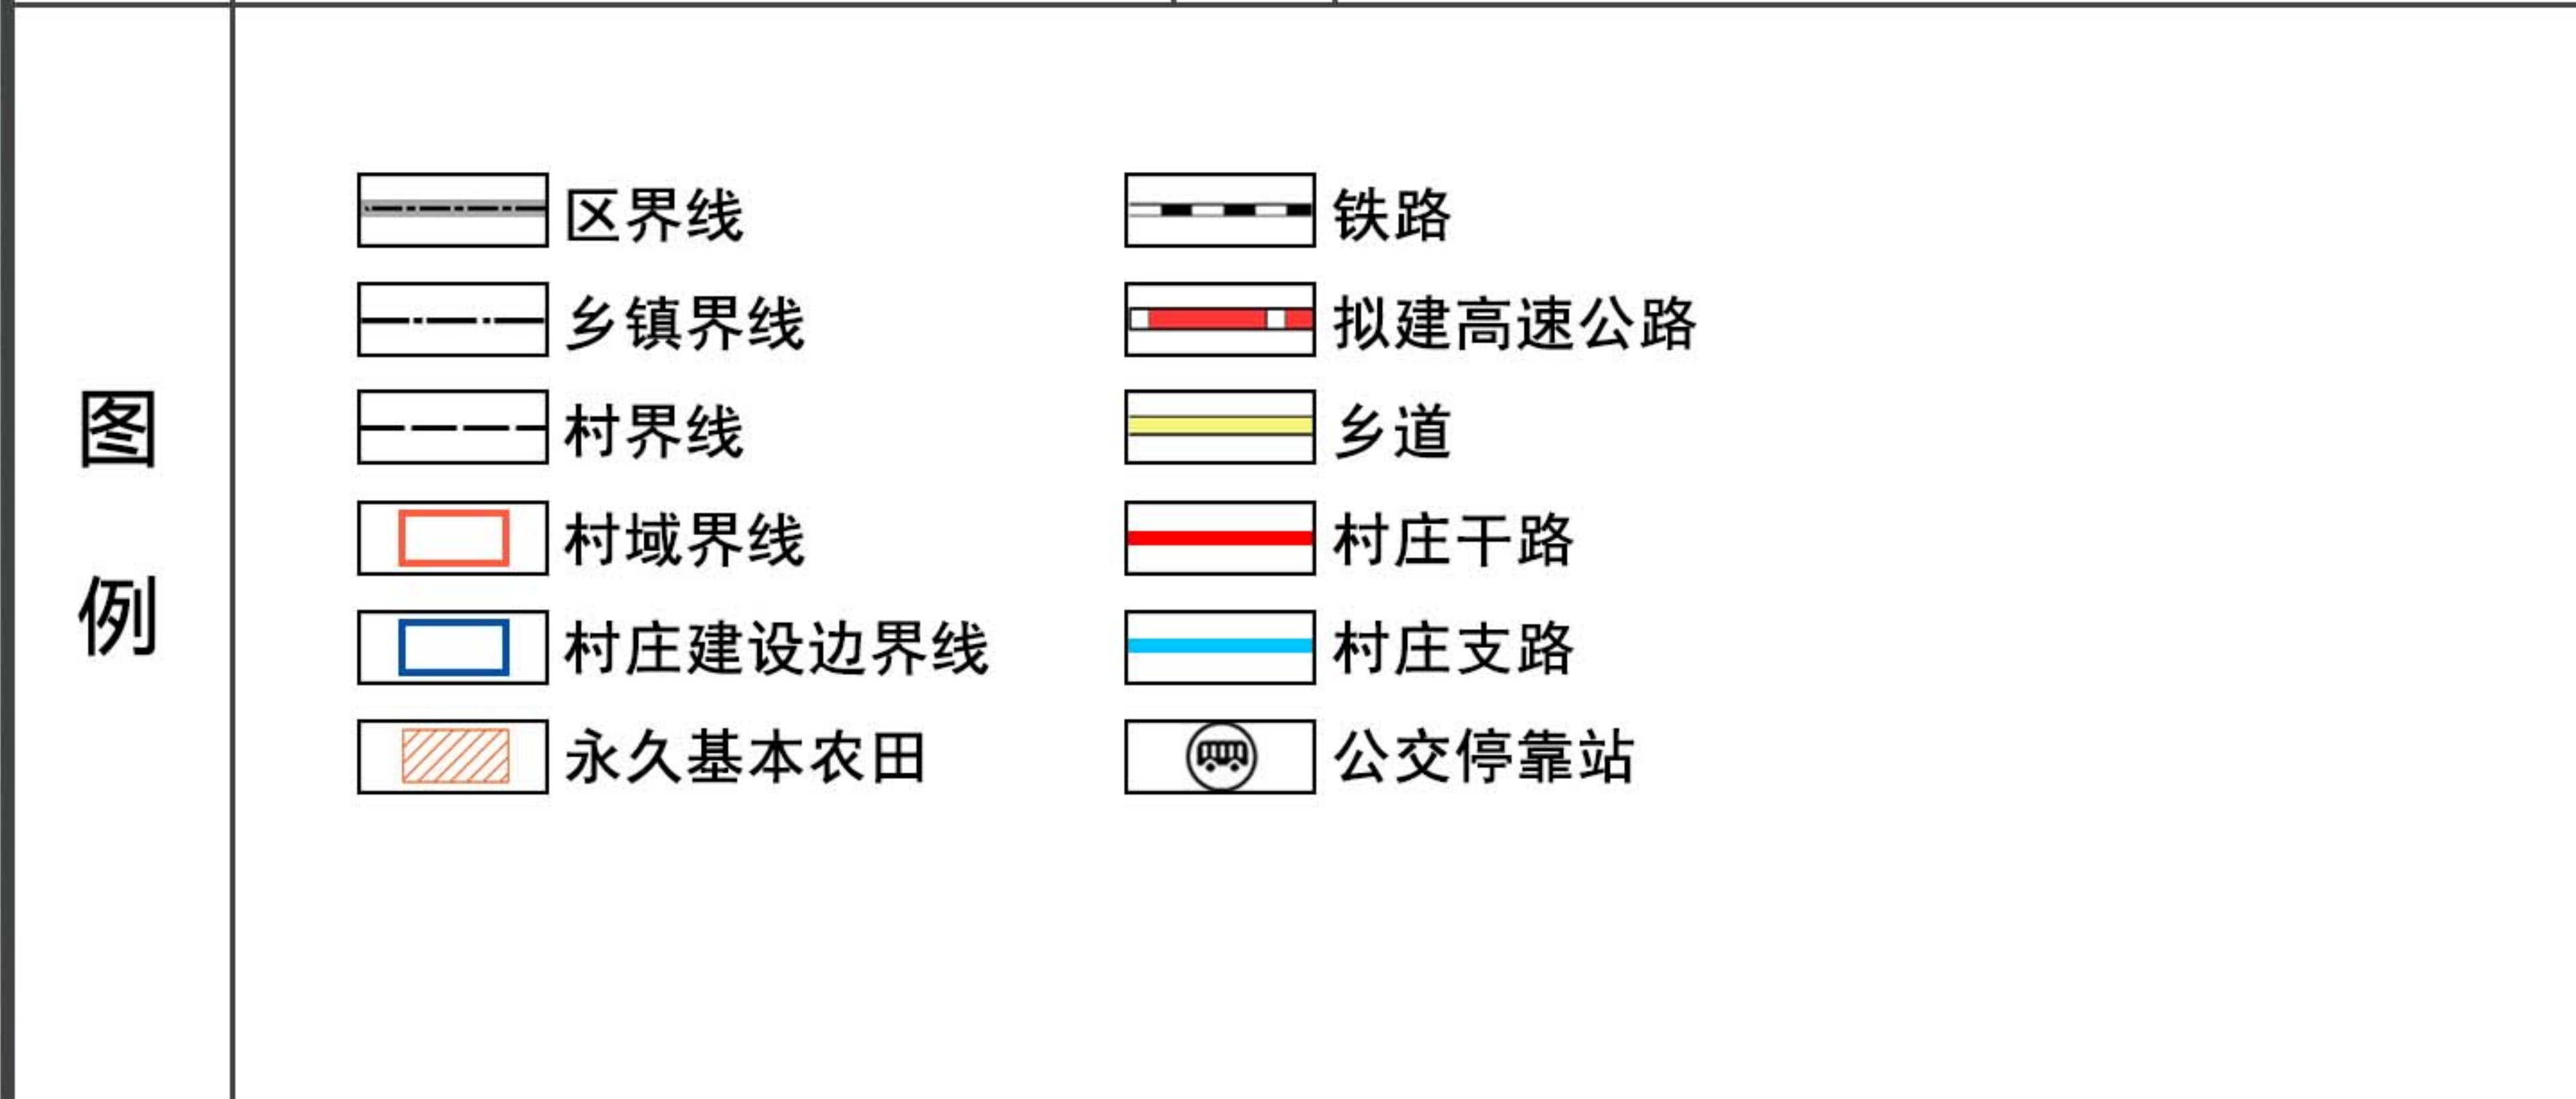 图例
区界线
乡镇界线
村界线
村域界线
村庄建设边界线
永久基本农田
铁路
拟建高速公路
乡道
村庄干路
村庄支路
公交停靠站